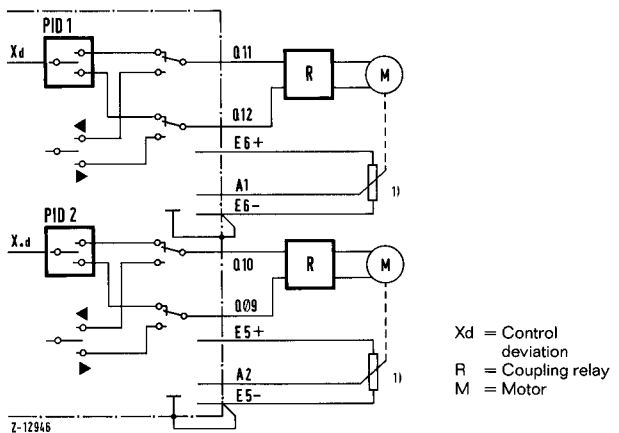 PID 1
Xd
Q11
R
M
Q12
E6+
A1
1)
E6-
PID 2
X.d
Q10
R
M
Q09
E5+
A2
1)
E5-
Z-12946
Xd = Control
deviation
R = Coupling relay
M = Motor